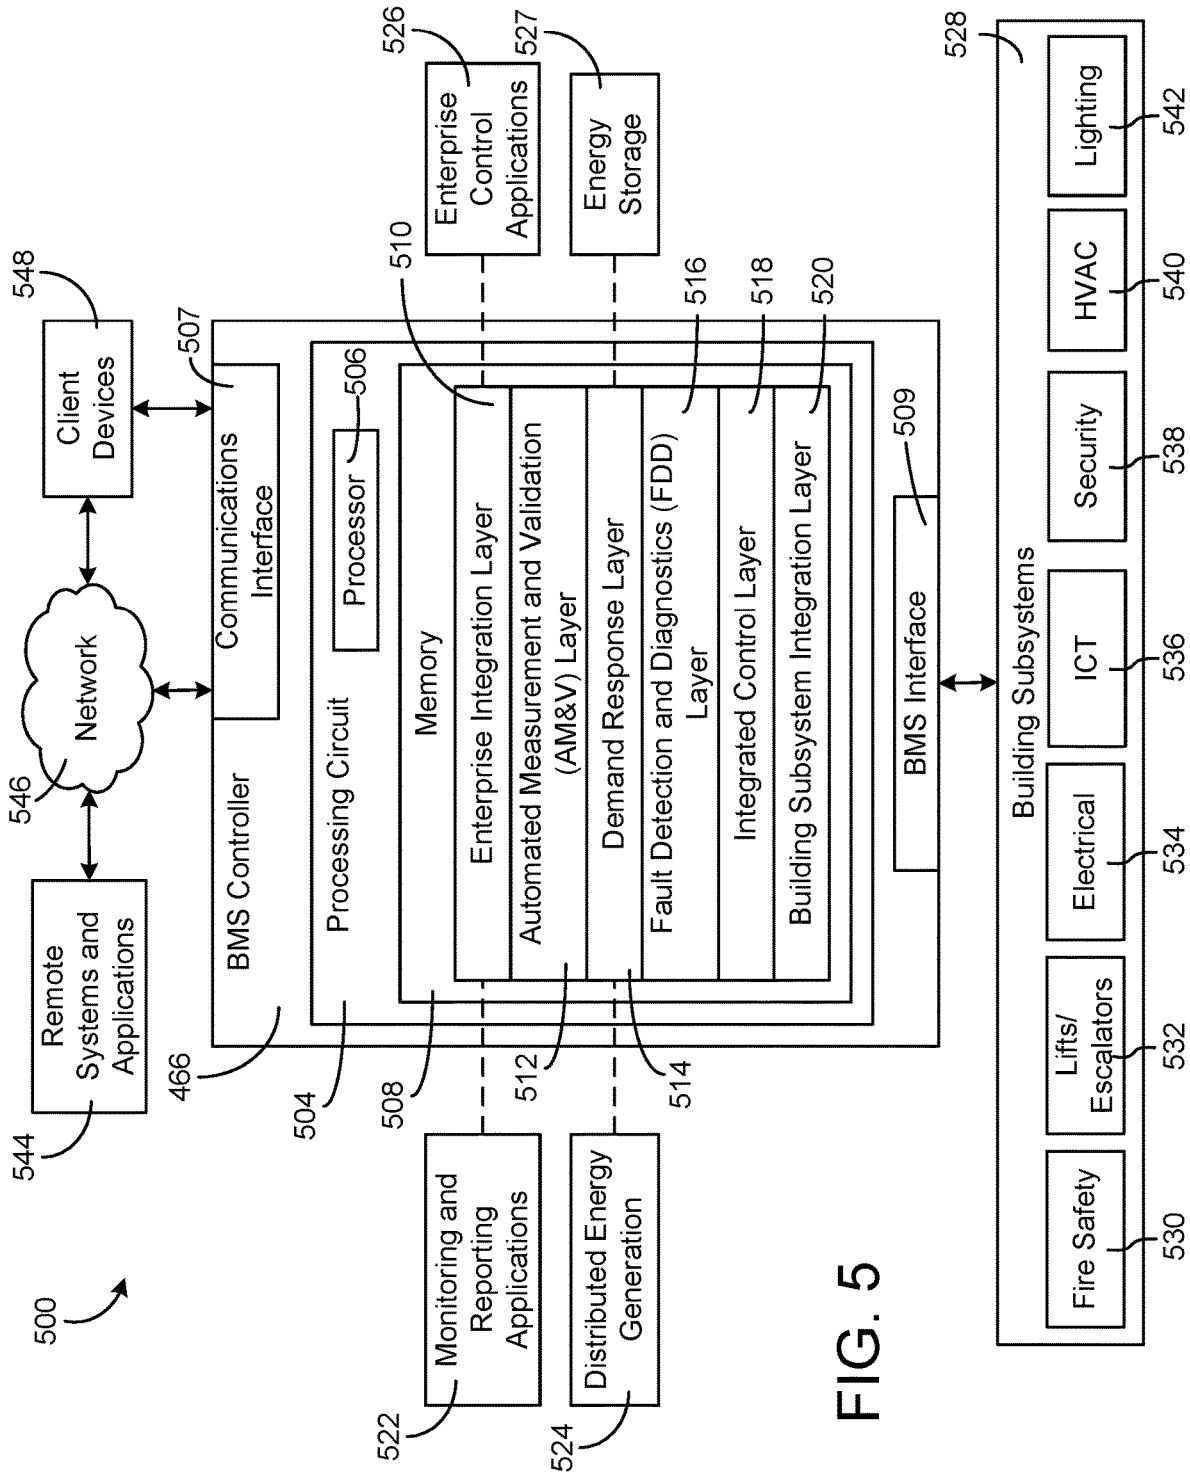 500
544
Remote
Systems and
Applications
546
Network
548
Client
Devices
466
BMS Controller
Communications
Interface
507
504
Processing Circuit
Processor
506
508
Memory
522
Monitoring and
Reporting
Applications
Enterprise Integration Layer
510
526
Enterprise
Control
Applications
512
Automated Measurement and Validation
(AM&V) Layer
524
Distributed Energy
Generation
514
Demand Response Layer
527
Energy
Storage
Fault Detection and Diagnostics (FDD)
Layer
516
Integrated Control Layer
518
Building Subsystem Integration Layer
520
BMS Interface
509
FIG. 5
Building Subsystems
528
Fire Safety
Lifts/
Escalators
Electrical
ICT
Security
HVAC
Lighting
530
532
534
536
538
540
542